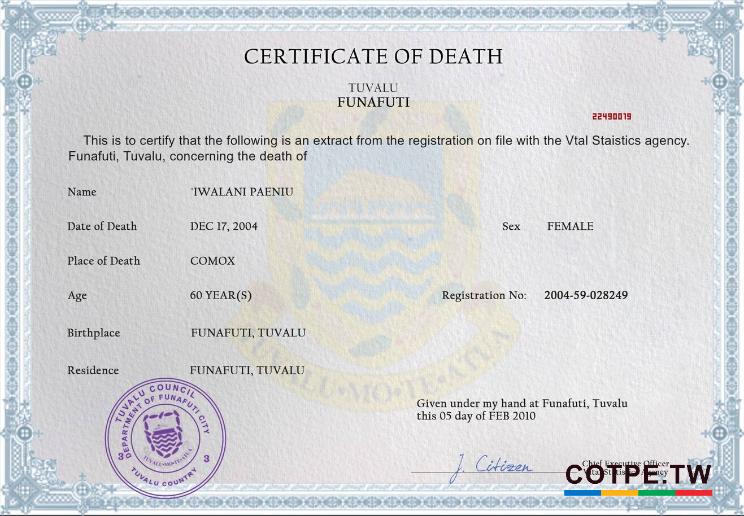 CERTIFICATE OF DEATH
TUVALU
FUNAFUTI
22490019
This is to certify that the following is an extract from the registration on file with the Vtal Staistics agency.
Funafuti, Tuvalu, concerning the death of
Name 'IWALANI PAENIU
Date of Death DEC 17, 2004 Sex FEMALE
Place of Death COMOX
Age 60 YEAR(S) Registration No: 2004-59-028249
Birthplace FUNAFUTI, TUVALU
Residence FUNAFUTI, TUVALU
TUVALU•MO•TE•ATUA
TUVALU COUNCIL
DEPARTMENT OF FUNAFUTI CITY
3 3
TUVALU•MO•TE•ATUA
TUVALU COUNTRY
Given under my hand at Funafuti, Tuvalu
this 05 day of FEB 2010
J. Citizen
Chief Executive Officer
Vital Statistics Agency
COTPE.TW